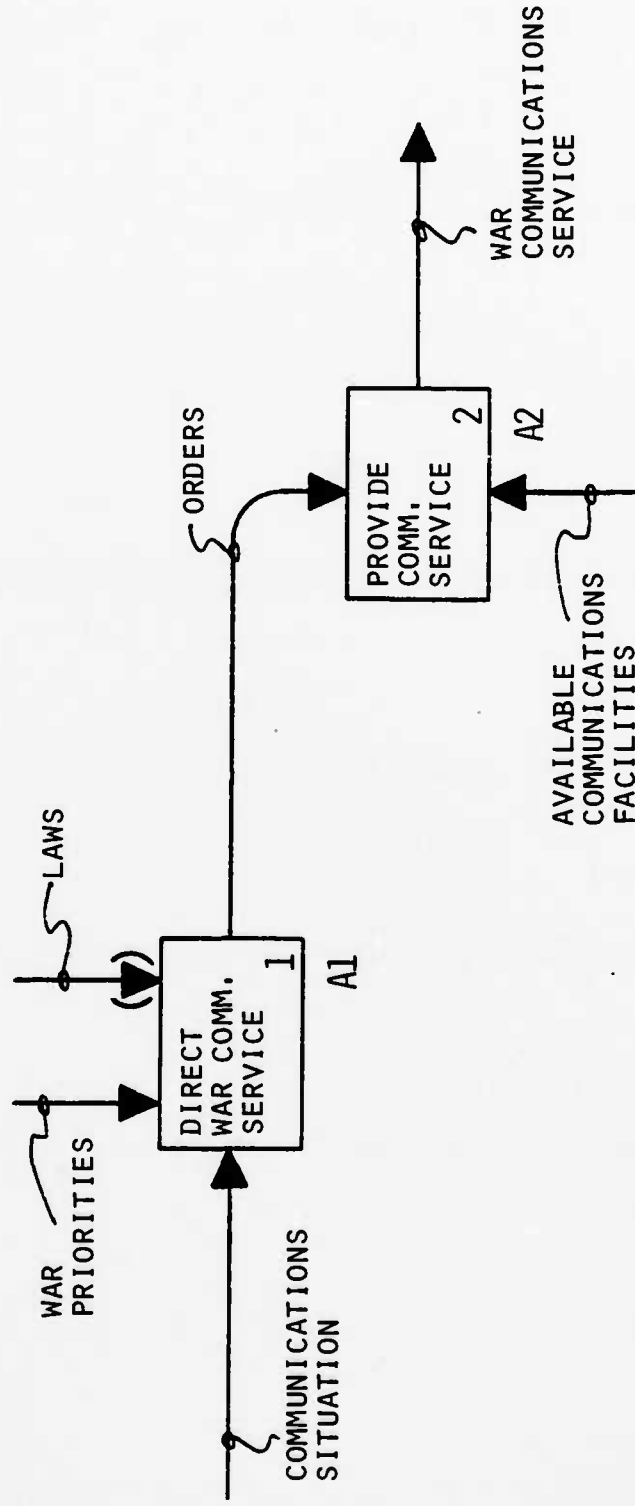 WAR
PRIORITIES
LAWS
COMMUNICATIONS
SITUATION
DIRECT
WAR COMM.
SERVICE
1
A1
ORDERS
PROVIDE
COMM.
SERVICE
2
A2
AVAILABLE
COMMUNICATIONS
FACILITIES
WAR
COMMUNICATIONS
SERVICE